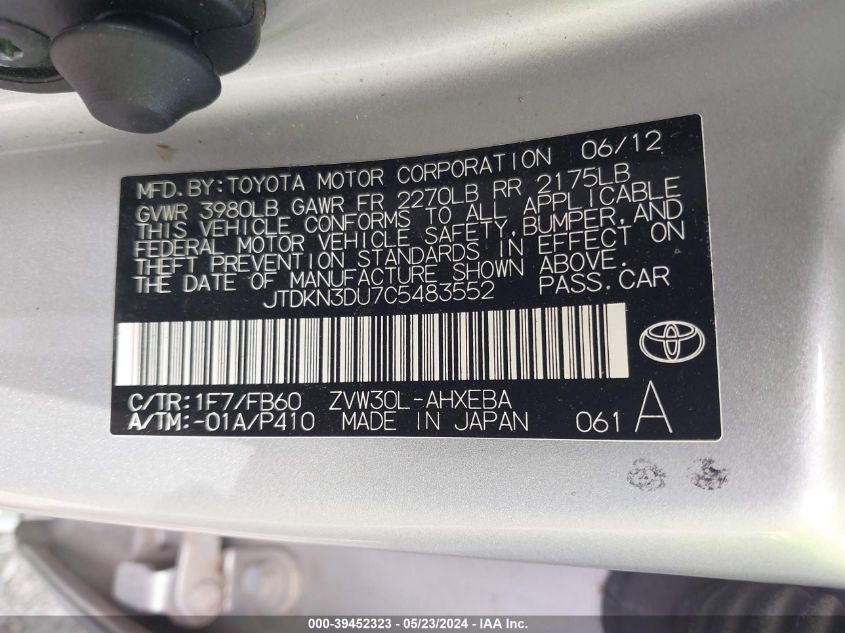 MFD. BY: TOYOTA MOTOR CORPORATION 06/12
GVWR 3980LB GAWR FR 2270LB RR 2175LB
THIS VEHICLE CONFORMS TO ALL APPLICABLE
FEDERAL MOTOR VEHICLE SAFETY, BUMPER, AND
THEFT PREVENTION STANDARDS IN EFFECT ON
THE DATE OF MANUFACTURE SHOWN ABOVE.
JTDKN3DU7C5483552 PASS. CAR
C/TR: 1F7/FB60 ZVW30L-AHXEBA
A/TM: -01A/P410 MADE IN JAPAN 061 A
000-39452323 - 05/23/2024 - IAA Inc.